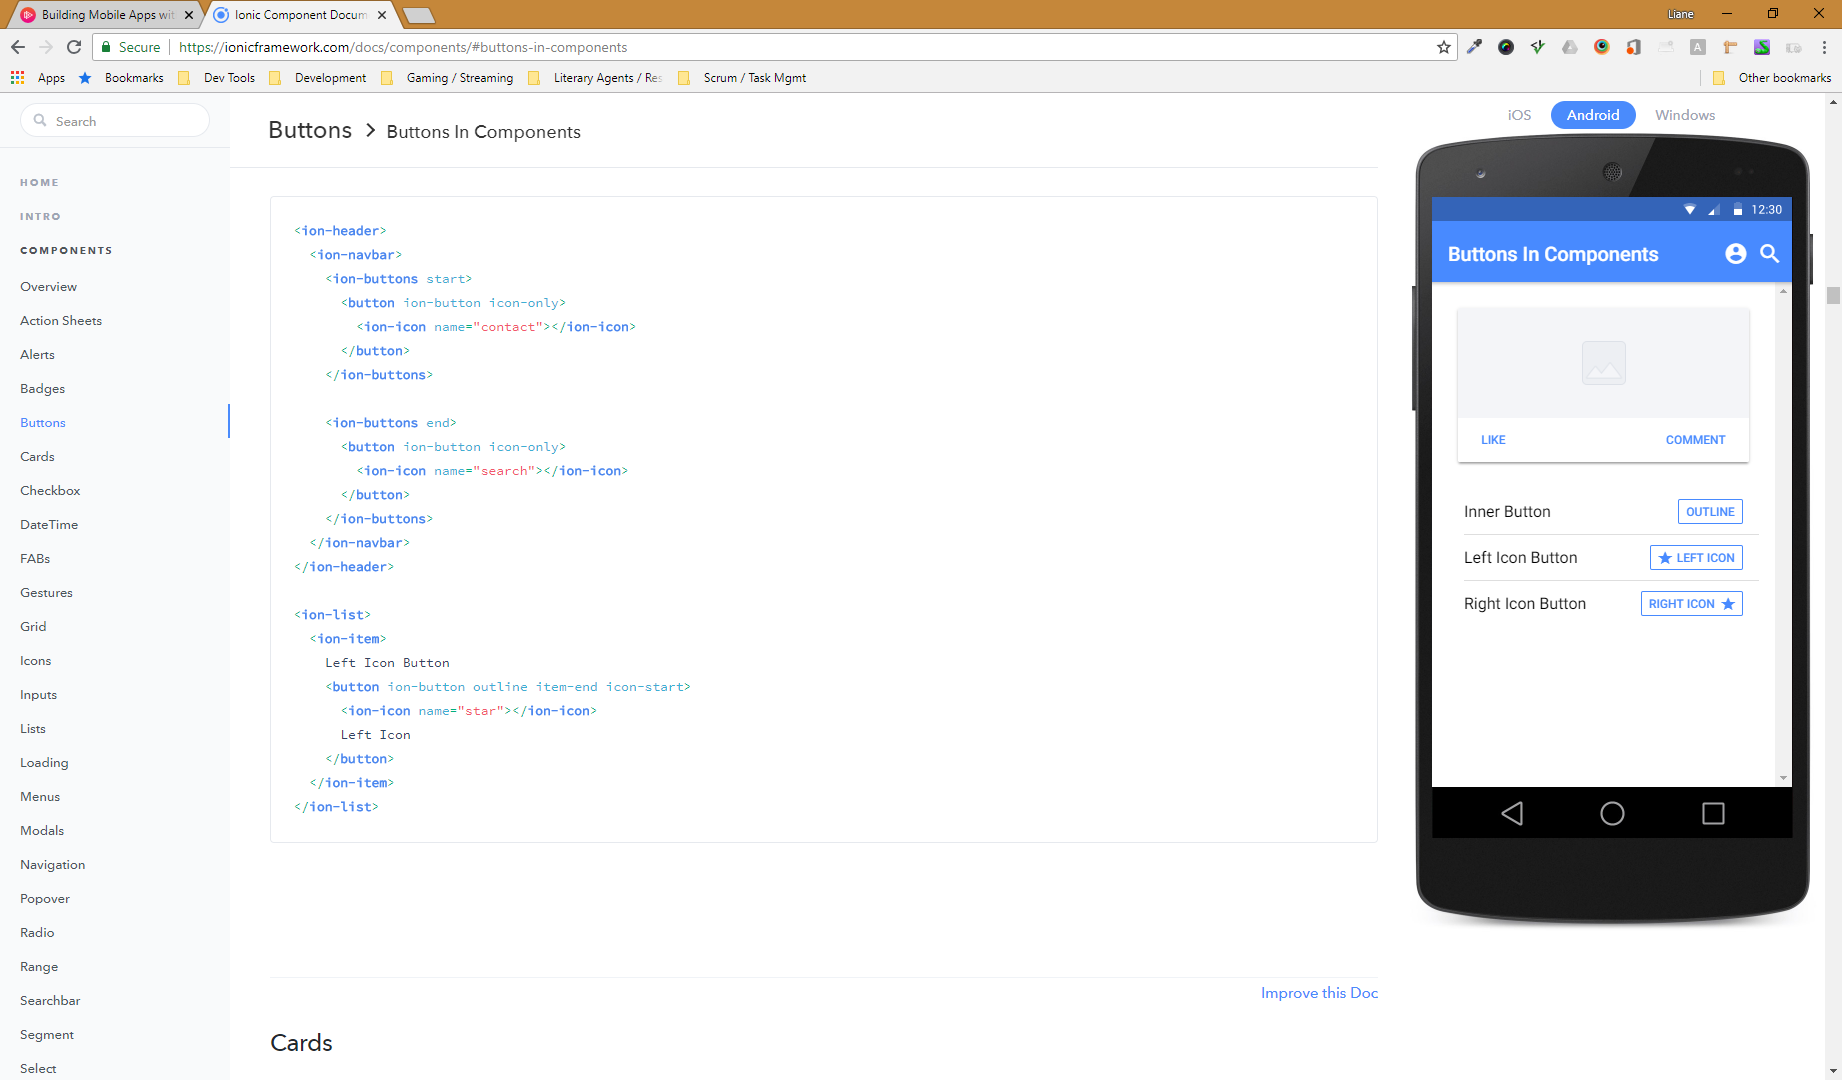 Building Mobile Apps wit
Ionic Component Docum
Liane
Secure
https://ionicframework.com/docs/components/#buttons-in-components
Apps
Bookmarks
Dev Tools
Development
Gaming / Streaming
Literary Agents / Res
Scrum / Task Mgmt
Other bookmarks
Search
HOME
INTRO
COMPONENTS
Overview
Action Sheets
Alerts
Badges
Buttons
Cards
Checkbox
DateTime
FABs
Gestures
Grid
Icons
Inputs
Lists
Loading
Menus
Modals
Navigation
Popover
Radio
Range
Searchbar
Segment
Select
Buttons > Buttons In Components
<ion-header>
<ion-navbar>
<ion-buttons start>
<button ion-button icon-only>
<ion-icon name="contact"></ion-icon>
</button>
</ion-buttons>
<ion-buttons end>
<button ion-button icon-only>
<ion-icon name="search"></ion-icon>
</button>
</ion-buttons>
</ion-navbar>
</ion-header>
<ion-list>
<ion-item>
Left Icon Button
<button ion-button outline item-end icon-start>
<ion-icon name="star"></ion-icon>
Left Icon
</button>
</ion-item>
</ion-list>
Improve this Doc
Cards
iOS
Android
Windows
12:30
Buttons In Components
LIKE
COMMENT
Inner Button
OUTLINE
Left Icon Button
LEFT ICON
Right Icon Button
RIGHT ICON